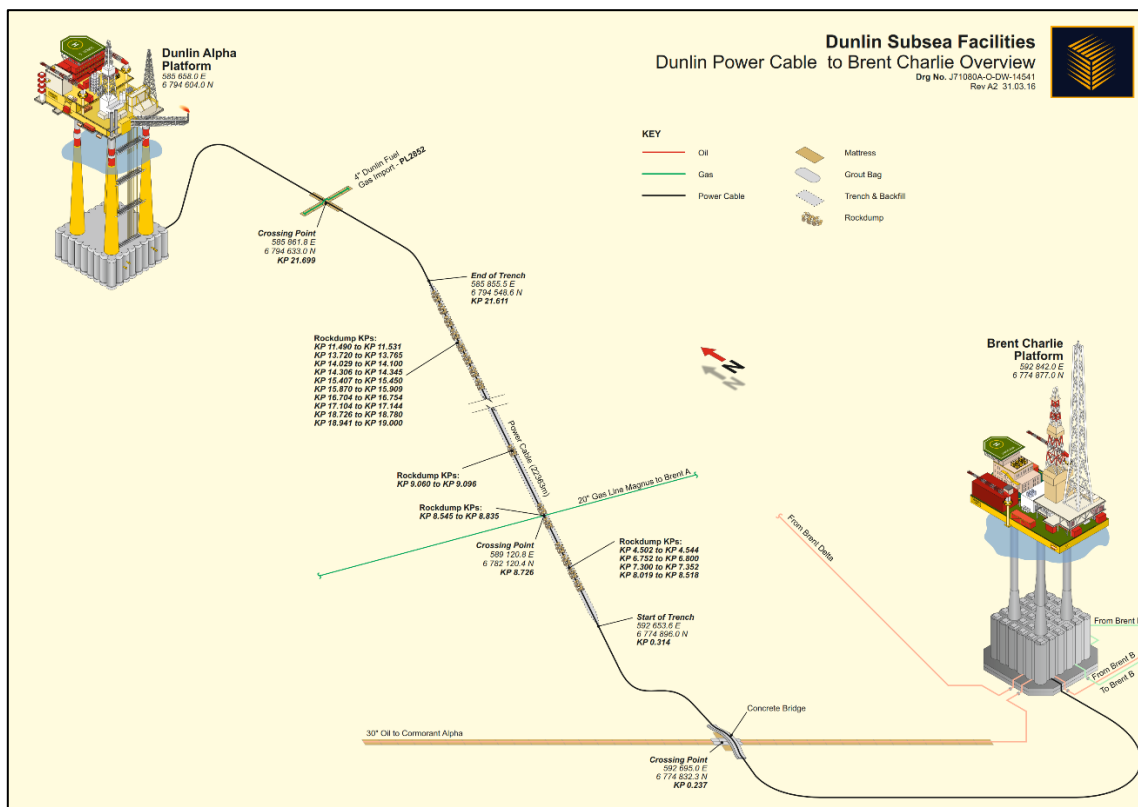 Dunlin Alpha
Platform
585 658.0 E
6 794 604.0 N
Dunlin Subsea Facilities
Dunlin Power Cable to Brent Charlie Overview
Drg No. J71080A-O-DW-14541
Rev A2 31.03.16
KEY
Oil
Gas
Power Cable
Mattress
Grout Bag
Trench & Backfill
Rockdump
4" Dunlin Fuel
Gas Import - PL2852
Crossing Point
585 861.8 E
6 794 633.0 N
KP 21.699
End of Trench
585 855.5 E
6 794 548.6 N
KP 21.611
Rockdump KPs:
KP 11.490 to KP 11.531
KP 13.720 to KP 13.765
KP 14.029 to KP 14.100
KP 14.306 to KP 14.345
KP 15.407 to KP 15.450
KP 15.870 to KP 15.909
KP 16.704 to KP 16.754
KP 17.104 to KP 17.144
KP 18.726 to KP 18.780
KP 18.941 to KP 19.000
N
N
Brent Charlie
Platform
592 842.0 E
6 774 877.0 N
Power Cable (22363m)
Rockdump KPs:
KP 9.060 to KP 9.096
20" Gas Line Magnus to Brent A
Rockdump KPs:
KP 8.545 to KP 8.835
Crossing Point
589 120.8 E
6 782 120.4 N
KP 8.726
Rockdump KPs:
KP 4.502 to KP 4.544
KP 6.752 to KP 6.800
KP 7.300 to KP 7.352
KP 8.019 to KP 8.518
From Brent Delta
Start of Trench
592 653.6 E
6 774 896.0 N
KP 0.314
From Brent
From Brent B
To Brent B
Concrete Bridge
30" Oil to Cormorant Alpha
Crossing Point
592 695.0 E
6 774 832.3 N
KP 0.237